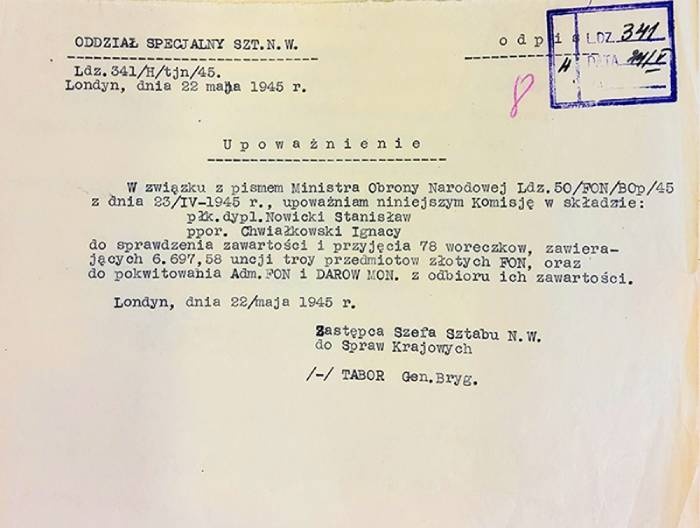 ODDZIAŁ SPECJALNY SZT.N.W.
o d p i s
Ldz.341/H/tjn/45.
Londyn, dnia 22 maja 1945 r.
LDZ. 341
DATA
H
8
U p o w a ż n i e n i e
W związku z pismem Ministra Obrony Narodowej Ldz.50/FON/BOp/45
z dnia 23/IV-1945 r., upoważniam niniejszym Komisję w składzie:
płk.dypl.Nowicki Stanisław
ppor. Chwiałkowski Ignacy
do sprawdzenia zawartości i przyjęcia 78 woreczkow, zawiera-
jących 6.697,58 uncji troy przedmiotow złotych FON, oraz
do pokwitowania Adm.FON i DAROW MON. z odbioru ich zawartości.
Londyn, dnia 22/maja 1945 r.
Zastępca Szefa Sztabu N.W.
do Spraw Krajowych
/-/ TABOR Gen.Bryg.